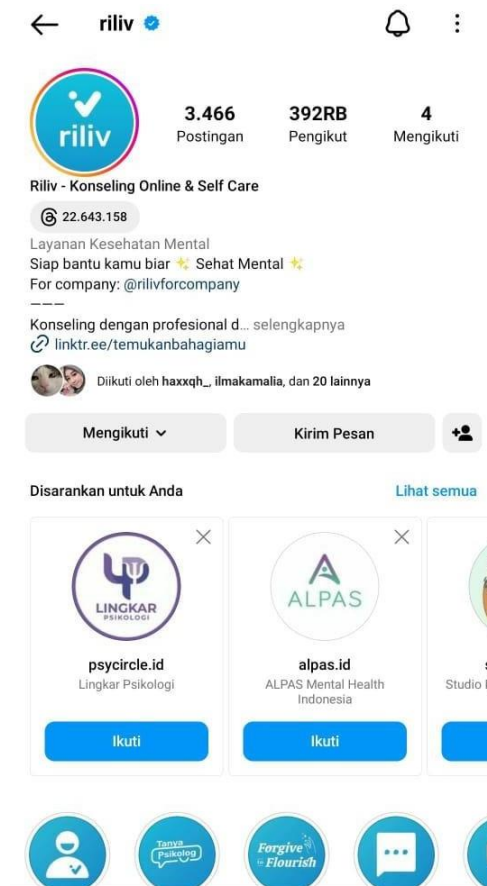 riliv
riliv
3.466
Postingan
392RB
Pengikut
4
Mengikuti
Riliv - Konseling Online & Self Care
22.643.158
Layanan Kesehatan Mental
Siap bantu kamu biar ✨ Sehat Mental ✨
For company: @rilivforcompany
———
Konseling dengan profesional d... selengkapnya
linktr.ee/temukanbahagiamu
Diikuti oleh haxxqh_, ilmakamalia, dan 20 lainnya
Mengikuti
Kirim Pesan
Disarankan untuk Anda
Lihat semua
LINGKAR
PSIKOLOGI
psycircle.id
Lingkar Psikologi
Ikuti
ALPAS
alpas.id
ALPAS Mental Health
Indonesia
Ikuti
Studio
Tanya
Psikolog
Forgive
to Flourish